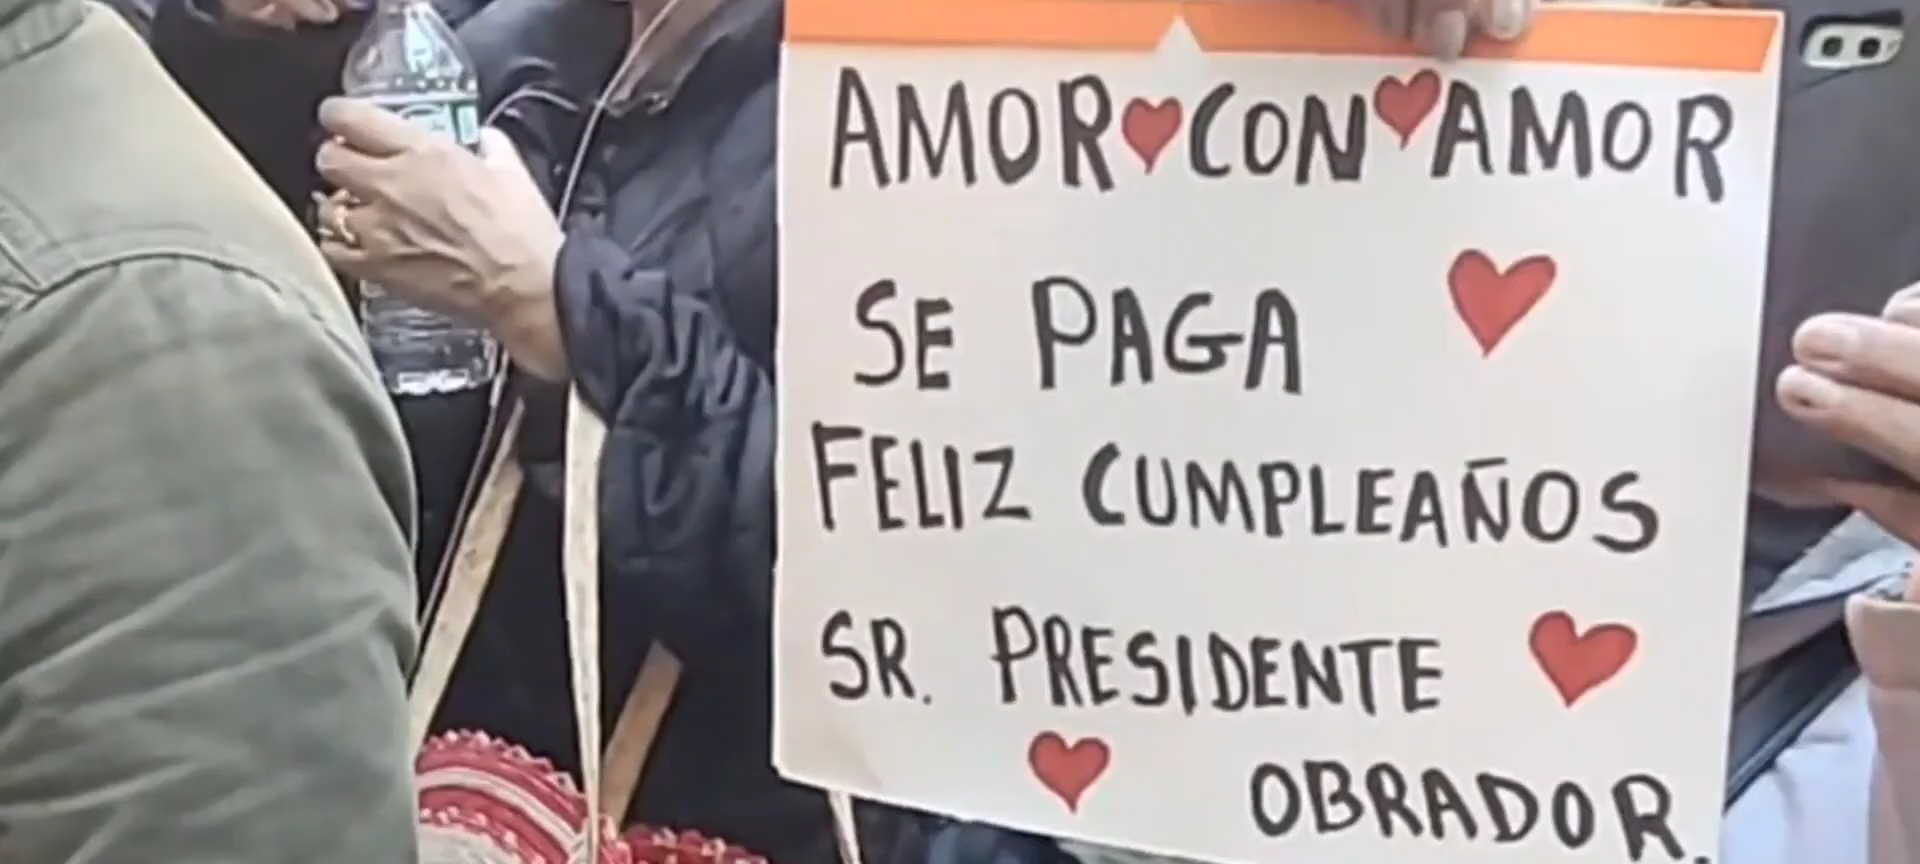 AMOR CON AMOR
SE PAGA
FELIZ CUMPLEAÑOS
SR. PRESIDENTE
OBRADOR.